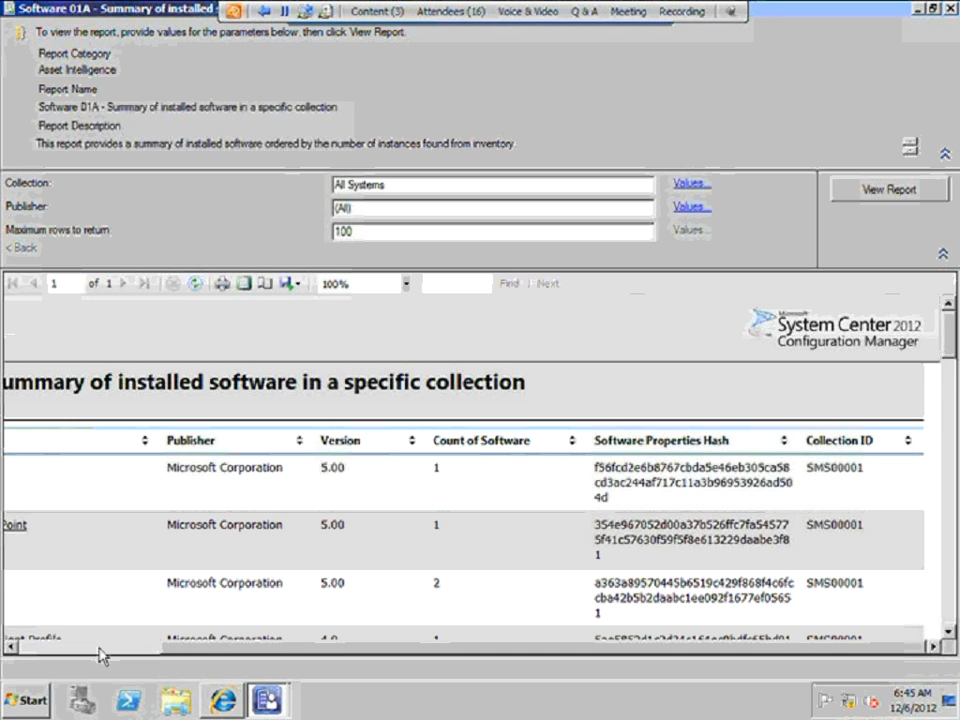 Software 01A - Summary of installed
Content (3) Attendees (16) Voice & Video Q & A Meeting Recording
To view the report, provide values for the parameters below, then click View Report.
Report Category
Asset Intelligence
Report Name
Software 01A - Summary of installed software in a specific collection
Report Description
This report provides a summary of installed software ordered by the number of instances found from inventory.
Collection: All Systems Values...
View Report
Publisher: (All) Values...
Maximum rows to return: 100 Values...
< Back
1 of 1 100% Find | Next
Microsoft
System Center 2012
Configuration Manager
ummary of installed software in a specific collection
Publisher Version Count of Software Software Properties Hash Collection ID
Microsoft Corporation 5.00 1 f56fcd2e6b8767cbda5e46eb305ca58 SMS00001
cd3ac244af717c11a3b96953926ad50
4d
Point Microsoft Corporation 5.00 1 354e967052d00a37b526ffc7fa54577 SMS00001
5f41c57630f59f5f8e613229daabe3f8
1
Microsoft Corporation 5.00 2 a363a89570445b6519c429f868f4c6fc SMS00001
cba42b5b2daabc1ee092f1677ef0565
1
ient Profile Microsoft Corporation 4.0 1
Start
6:45 AM
12/6/2012